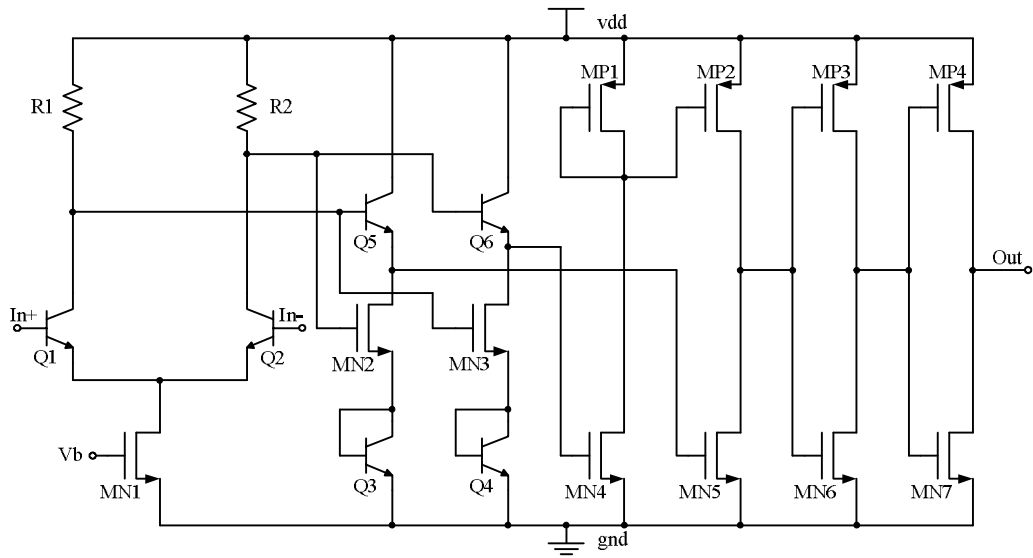 vdd
MP1 MP2 MP3 MP4
R1 R2
Q5 Q6
Out
In+ In-
Q1 Q2 MN2 MN3
Vb
MN1 Q3 Q4 MN4 MN5 MN6 MN7
gnd